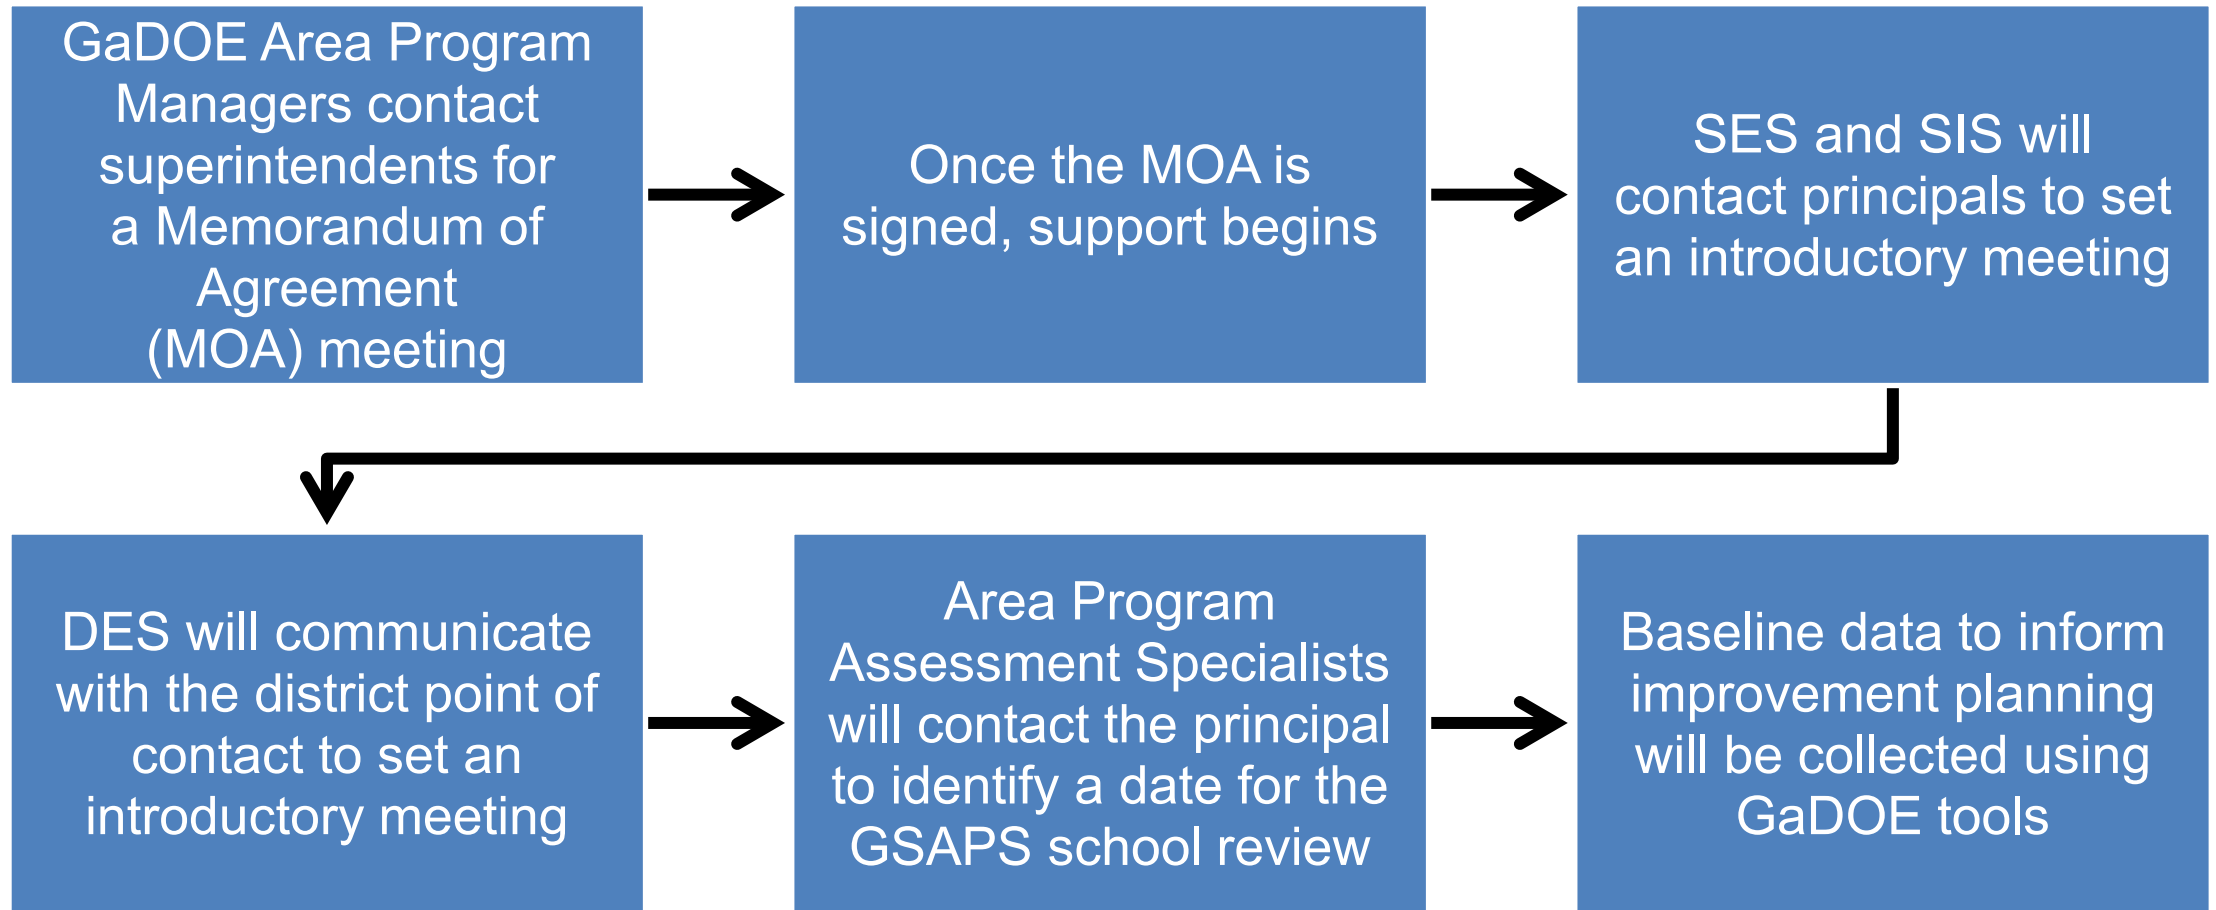 GaDOE Area Program
Managers contact
superintendents for
a Memorandum of
Agreement
(MOA) meeting
Once the MOA is
signed, support begins
SES and SIS will
contact principals to set
an introductory meeting
DES will communicate
with the district point of
contact to set an
introductory meeting
Area Program
Assessment Specialists
will contact the principal
to identify a date for the
GSAPS school review
Baseline data to inform
improvement planning
will be collected using
GaDOE tools